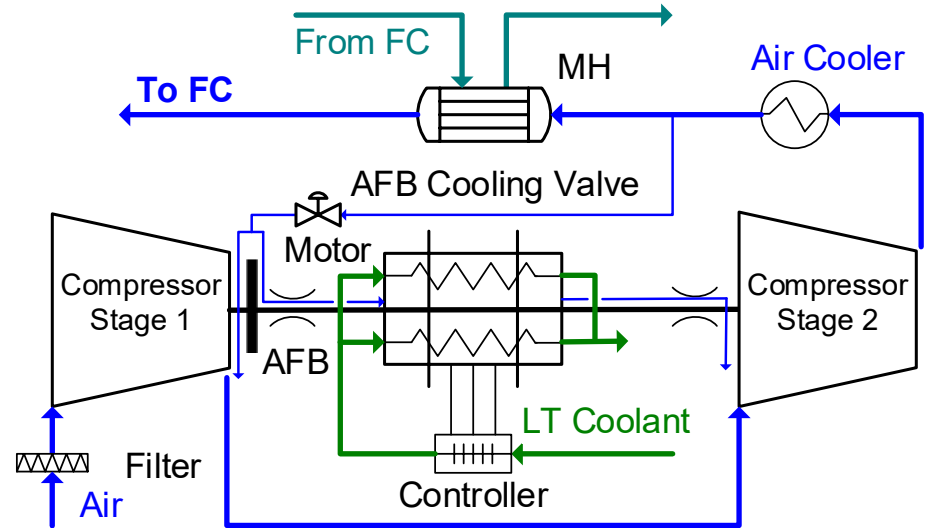 From FC
MH
Air Cooler
To FC
AFB Cooling Valve
Motor
Compressor
Stage 1
Compressor
Stage 2
AFB
LT Coolant
Filter
Controller
Air